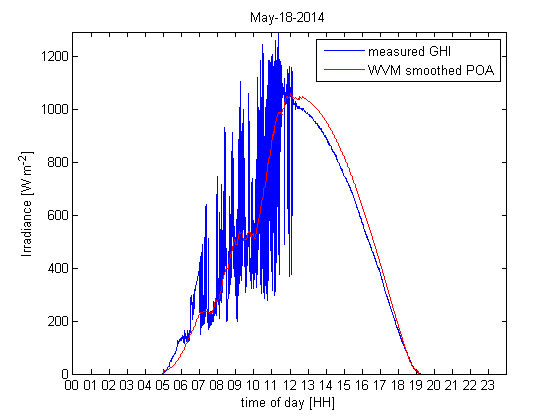 May-18-2014
measured GHI
WVM smoothed POA
Irradiance [W m-2]
1200
1000
800
600
400
200
0
00 01 02 03 04 05 06 07 08 09 10 11 12 13 14 15 16 17 18 19 20 21 22 23
time of day [HH]